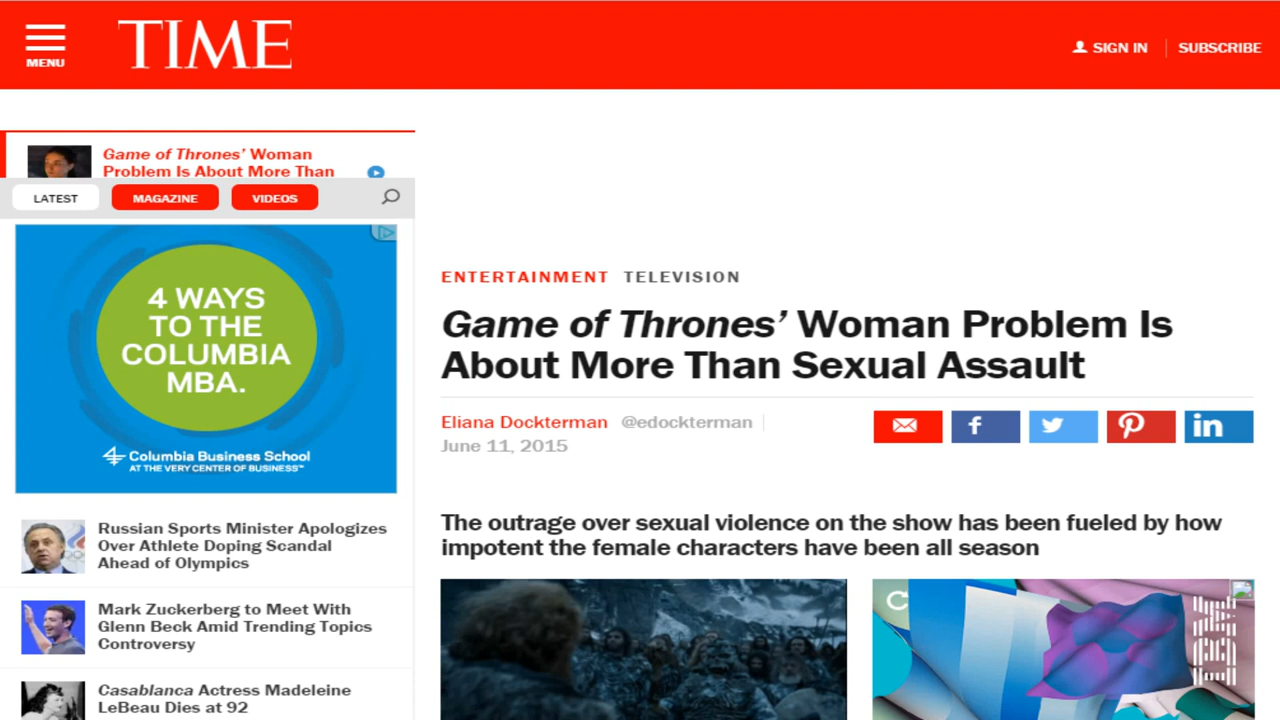 MENU
TIME
SIGN IN
SUBSCRIBE
Game of Thrones' Woman
Problem Is About More Than
LATEST
MAGAZINE
VIDEOS
4 WAYS
TO THE
COLUMBIA
MBA.
Columbia Business School
AT THE VERY CENTER OF BUSINESS™
Russian Sports Minister Apologizes
Over Athlete Doping Scandal
Ahead of Olympics
Mark Zuckerberg to Meet With
Glenn Beck Amid Trending Topics
Controversy
Casablanca Actress Madeleine
LeBeau Dies at 92
ENTERTAINMENT TELEVISION
Game of Thrones' Woman Problem Is
About More Than Sexual Assault
Eliana Dockterman @edockterman
June 11, 2015
The outrage over sexual violence on the show has been fueled by how
impotent the female characters have been all season
C
IBM